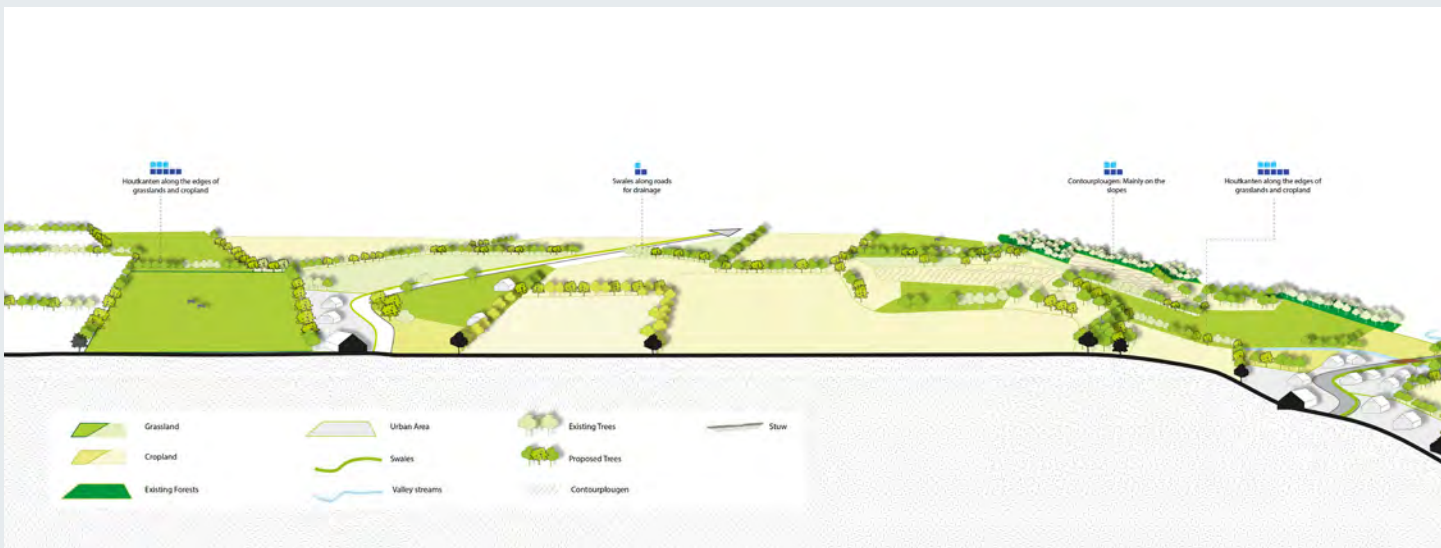 Houtkanten along the edges of
grasslands and cropland
Swales along roads
for drainage
Contourplougen: Mainly on the
slopes
Houtkanten along the edges of
grasslands and cropland
Grassland
Cropland
Existing Forests
Urban Area
Swales
Valley streams
Existing Trees
Proposed Trees
Contourplougen
Stuw